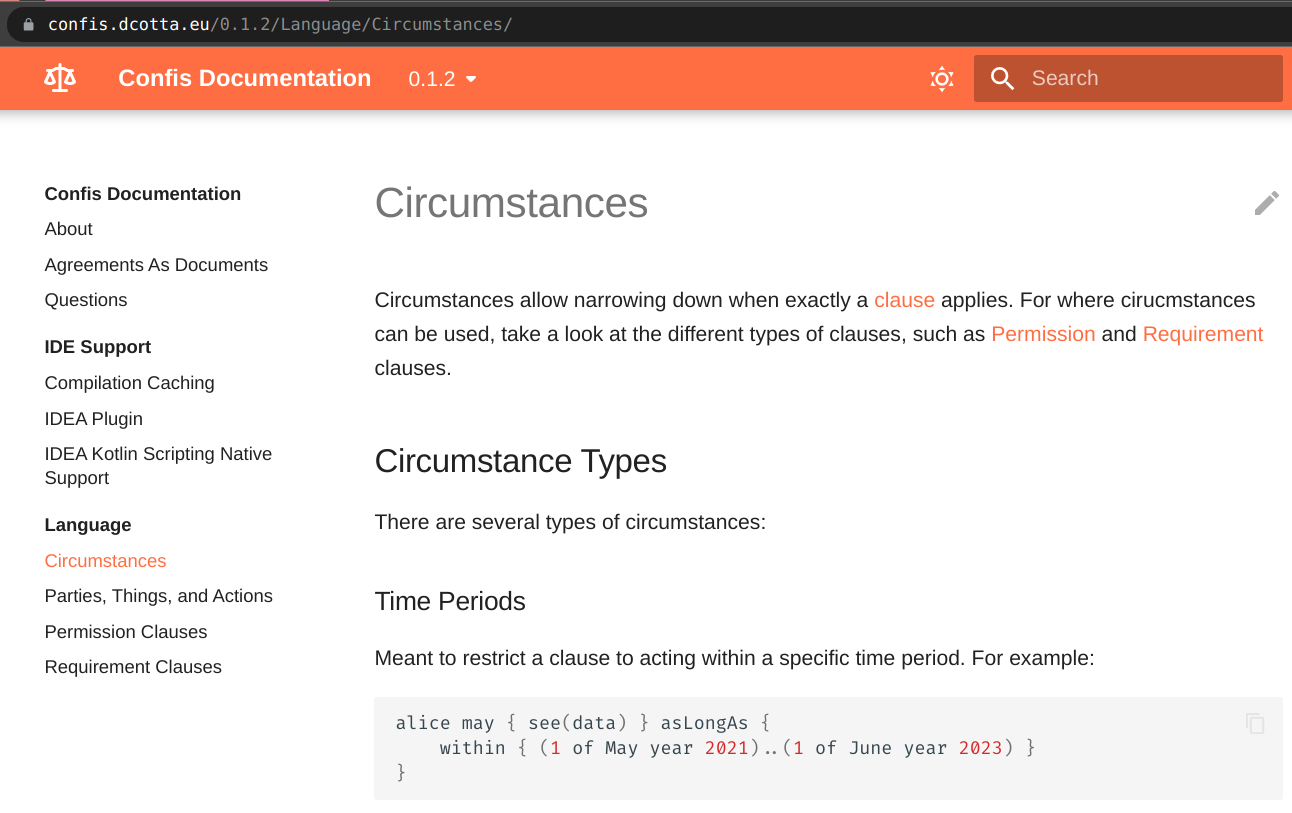 confis.dcotta.eu/0.1.2/Language/Circumstances/
Confis Documentation 0.1.2 Search
Confis Documentation
About
Agreements As Documents
Questions
IDE Support
Compilation Caching
IDEA Plugin
IDEA Kotlin Scripting Native
Support
Language
Circumstances
Parties, Things, and Actions
Permission Clauses
Requirement Clauses
Circumstances
Circumstances allow narrowing down when exactly a clause applies. For where cirucmstances
can be used, take a look at the different types of clauses, such as Permission and Requirement
clauses.
Circumstance Types
There are several types of circumstances:
Time Periods
Meant to restrict a clause to acting within a specific time period. For example:
alice may { see(data) } asLongAs {
    within { (1 of May year 2021)..(1 of June year 2023) }
}